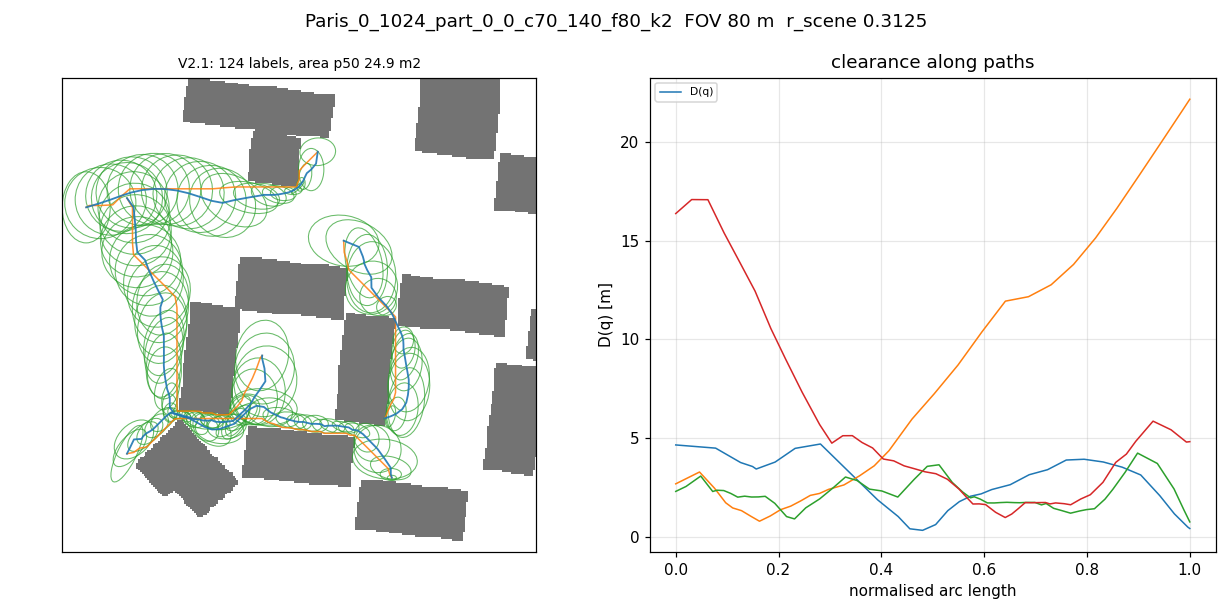 Paris_0_1024_part_0_0_c70_140_f80_k2  FOV 80 m  r_scene 0.3125
V2.1: 124 labels, area p50 24.9 m2
clearance along paths
D(q)
D(q) [m]
20
15
10
5
0
0.0
0.2
0.4
0.6
0.8
1.0
normalised arc length